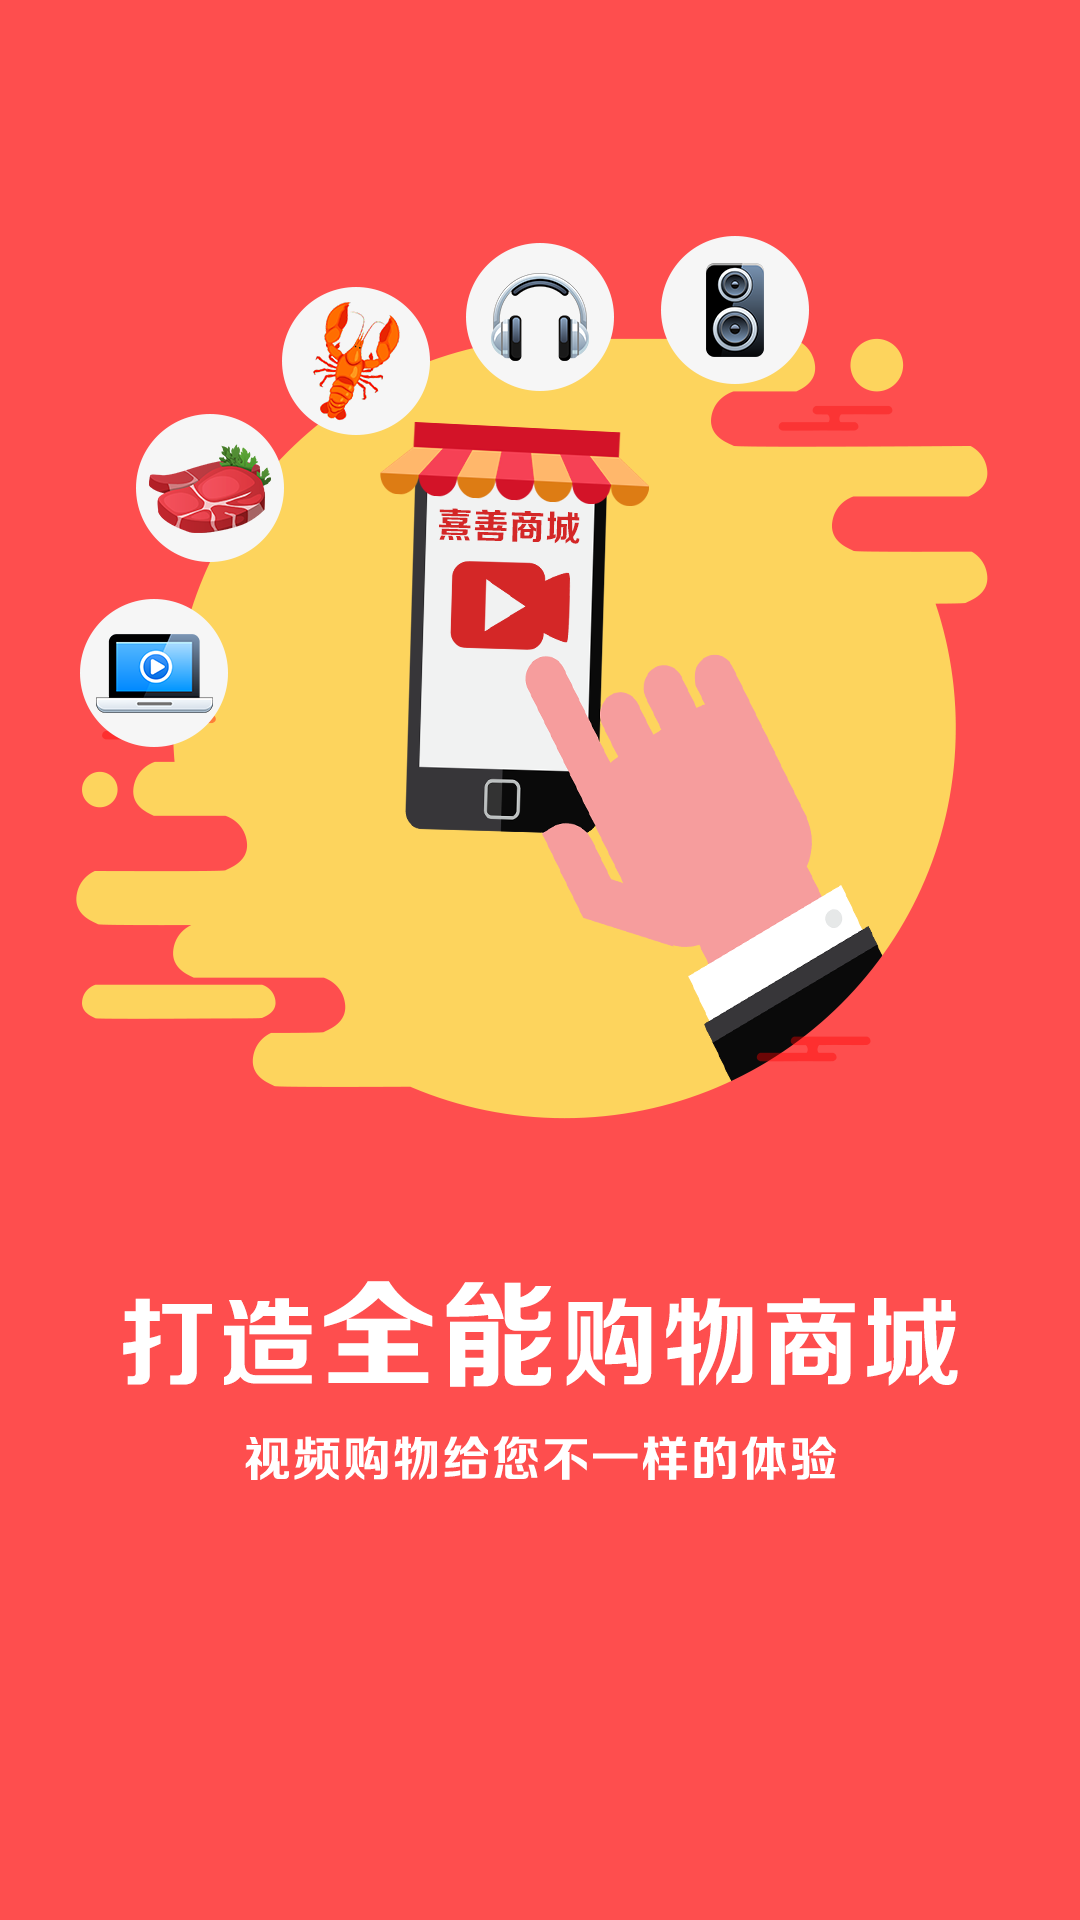 熹善商城
打造全能购物商城
视频购物给您不一样的体验